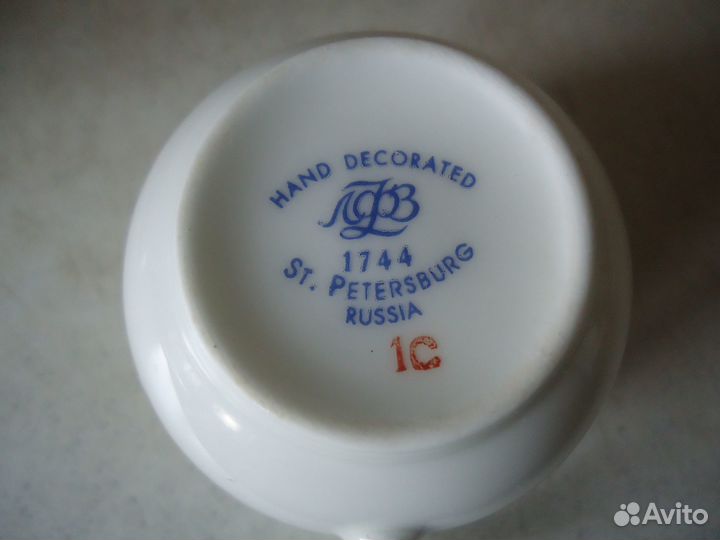 HAND DECORATED
ЛФЗ
1744
ST. PETERSBURG
RUSSIA
1С
Avito